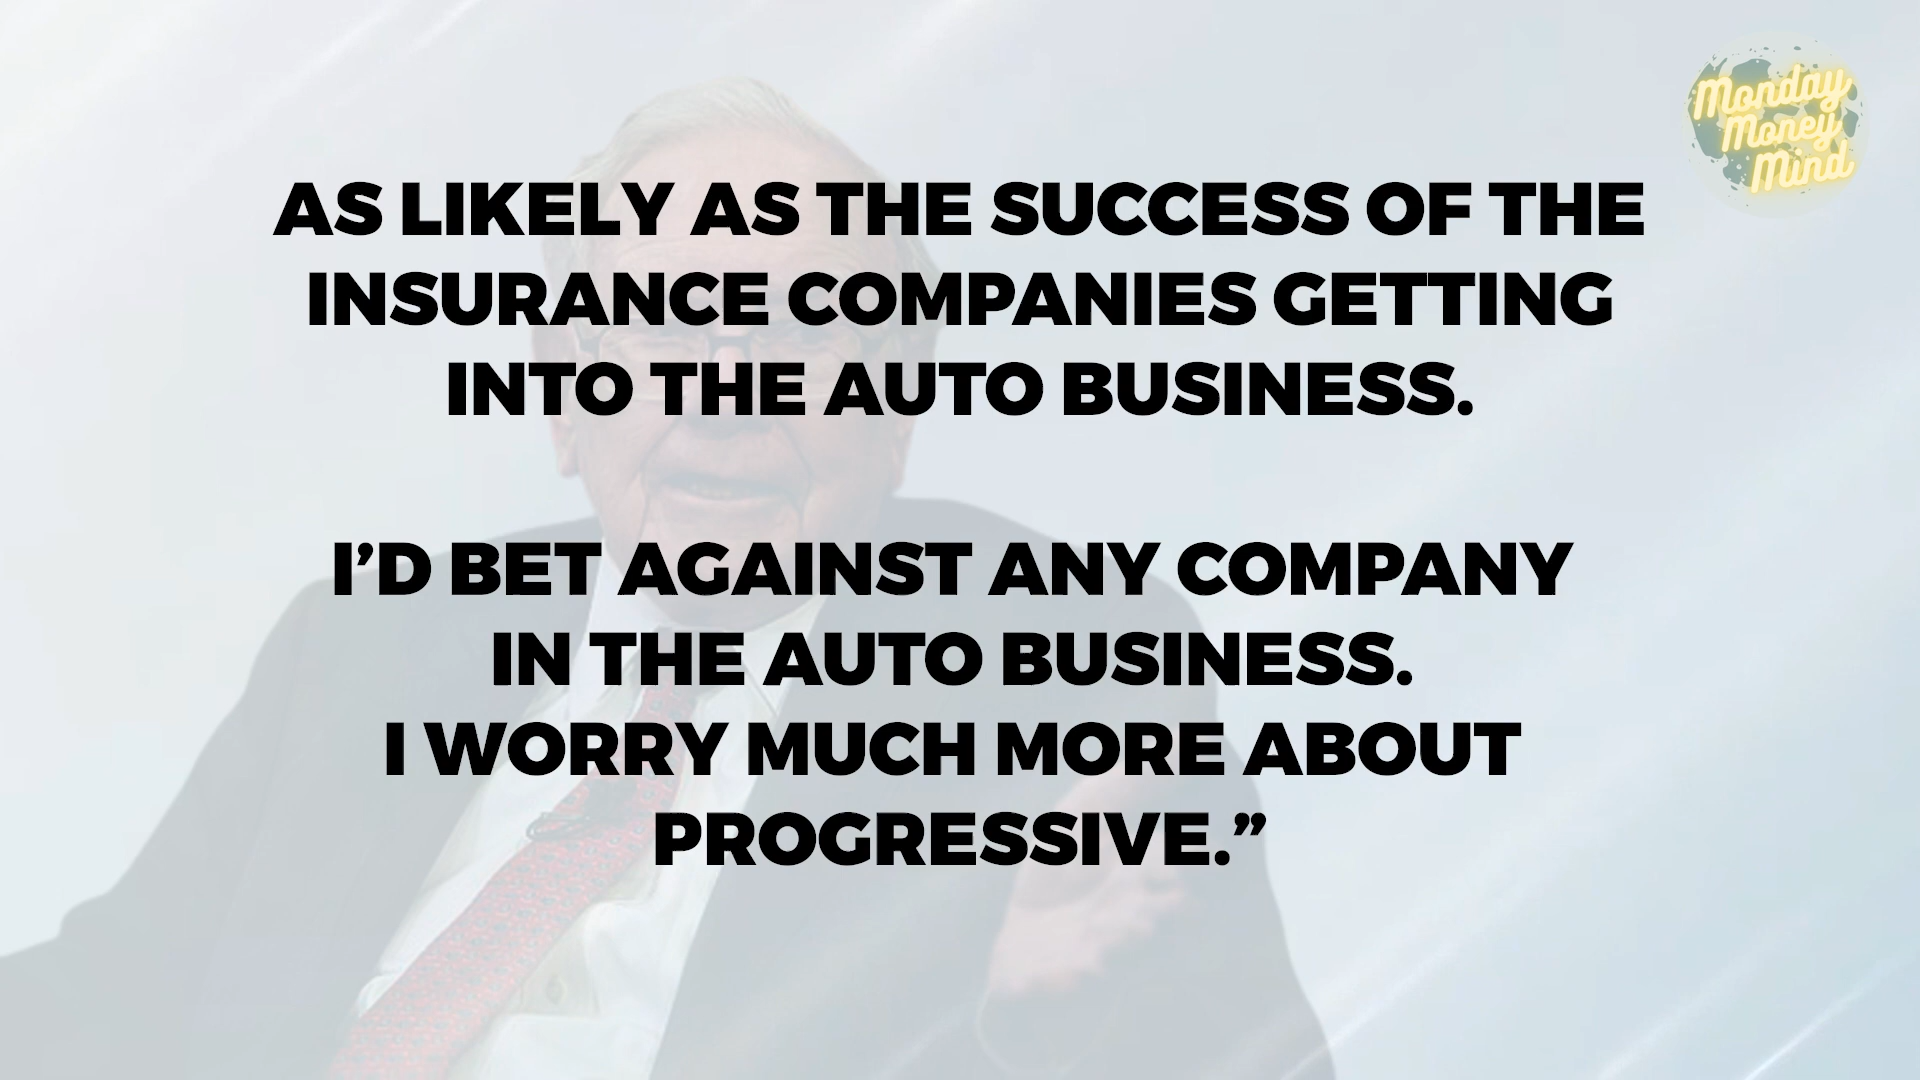 Monday
Money
Mind
AS LIKELY AS THE SUCCESS OF THE
INSURANCE COMPANIES GETTING
INTO THE AUTO BUSINESS.
I’D BET AGAINST ANY COMPANY
IN THE AUTO BUSINESS.
I WORRY MUCH MORE ABOUT
PROGRESSIVE.”